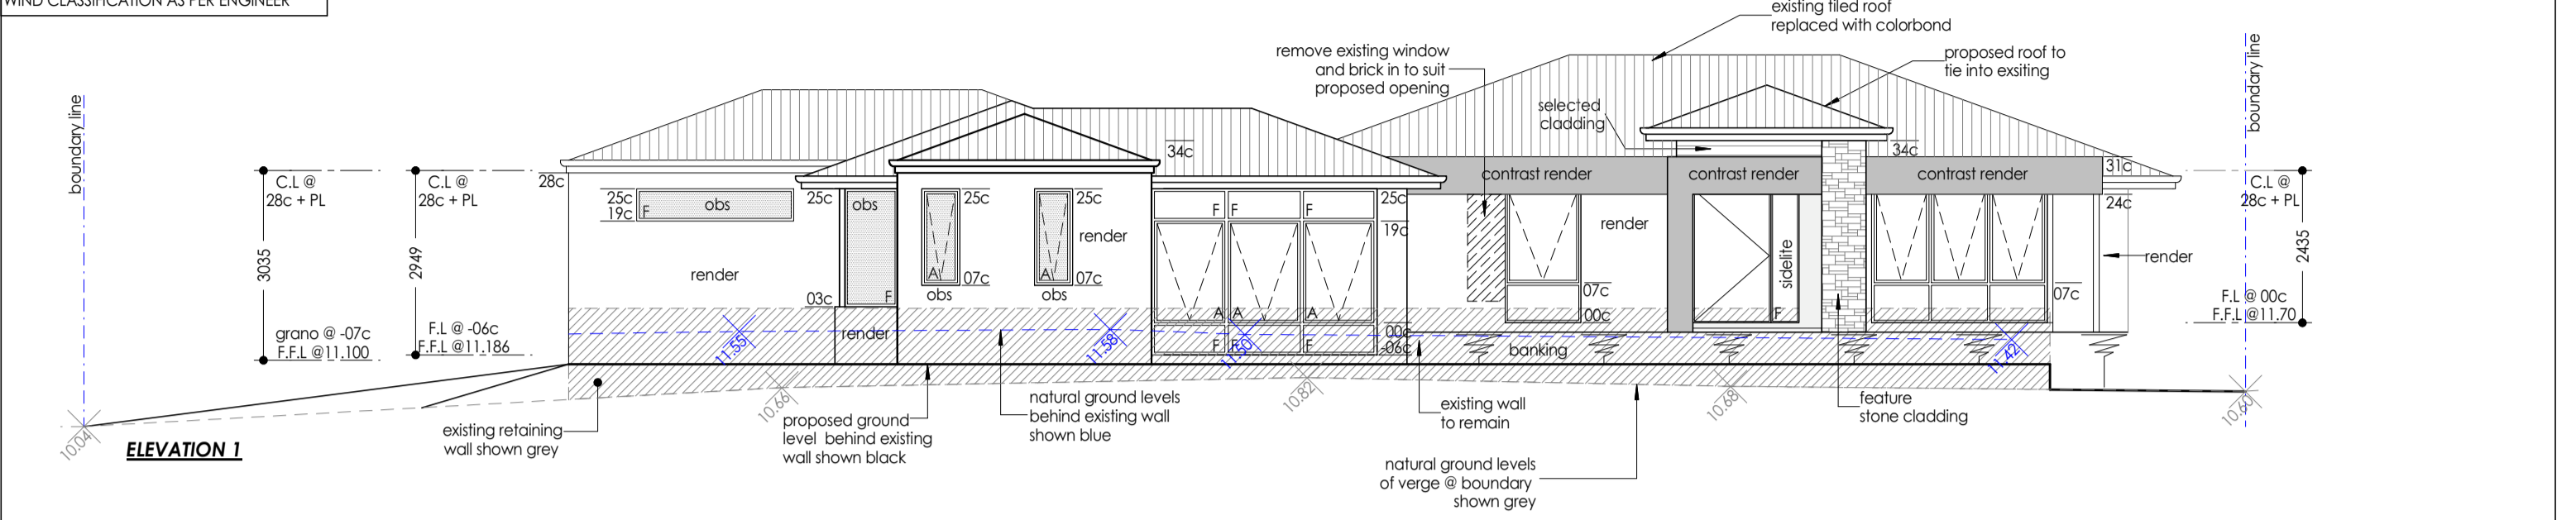 WIND CLASSIFICATION AS PER ENGINEER
existing tiled roof
replaced with colorbond
remove existing window
and brick in to suit
proposed opening
proposed roof to
tie into exsiting
selected
cladding
boundary line
boundary line
C.L @
28c + PL
3035
grano @ -07c
F.F.L @11.100
C.L @
28c + PL
2949
F.L @ -06c
F.F.L @11.186
28c
25c
19c
F
obs
render
25c
obs
03c
F
render
25c
A
07c
obs
25c
render
A
07c
obs
34c
25c
19c
F
F
F
A
A
A
00c
-06c
F
F
F
contrast render
render
07c
00c
contrast render
sidelite
F
34c
contrast render
31c
24c
07c
render
C.L @
28c + PL
2435
F.L @ 00c
F.F.L @11.70
banking
11.55
11.58
11.50
11.42
10.04
10.66
10.82
10.68
10.60
existing retaining
wall shown grey
proposed ground
level behind existing
wall shown black
natural ground levels
behind existing wall
shown blue
existing wall
to remain
natural ground levels
of verge @ boundary
shown grey
feature
stone cladding
ELEVATION 1